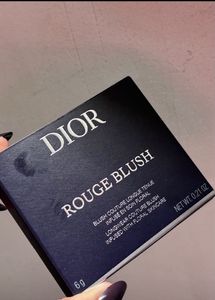 DIOR
ROUGE BLUSH
BLUSH COUTURE LONGUE TENUE
INFUSÉ EN SOIN FLORAL
LONGWEAR COUTURE BLUSH
INFUSED WITH FLORAL SKINCARE
6g
NET WT. 0.21 OZ